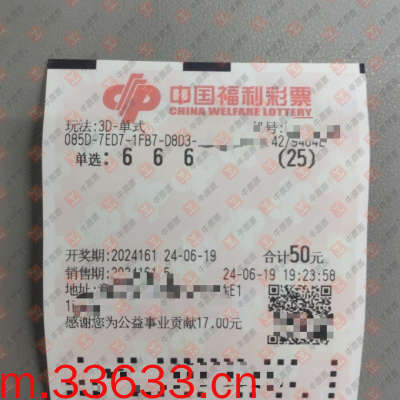 中国福利彩票
CHINA WELFARE LOTTERY
玩法:3D-单式
085D-7ED7-1FB7-D8D3-
单选: 6 6 6 (25)
开奖期:2024161 24-06-19 合计50元
销售期:2024161 24-06-19 19:23:58
地址:
感谢您为公益事业贡献17.00元
m.33633.cn